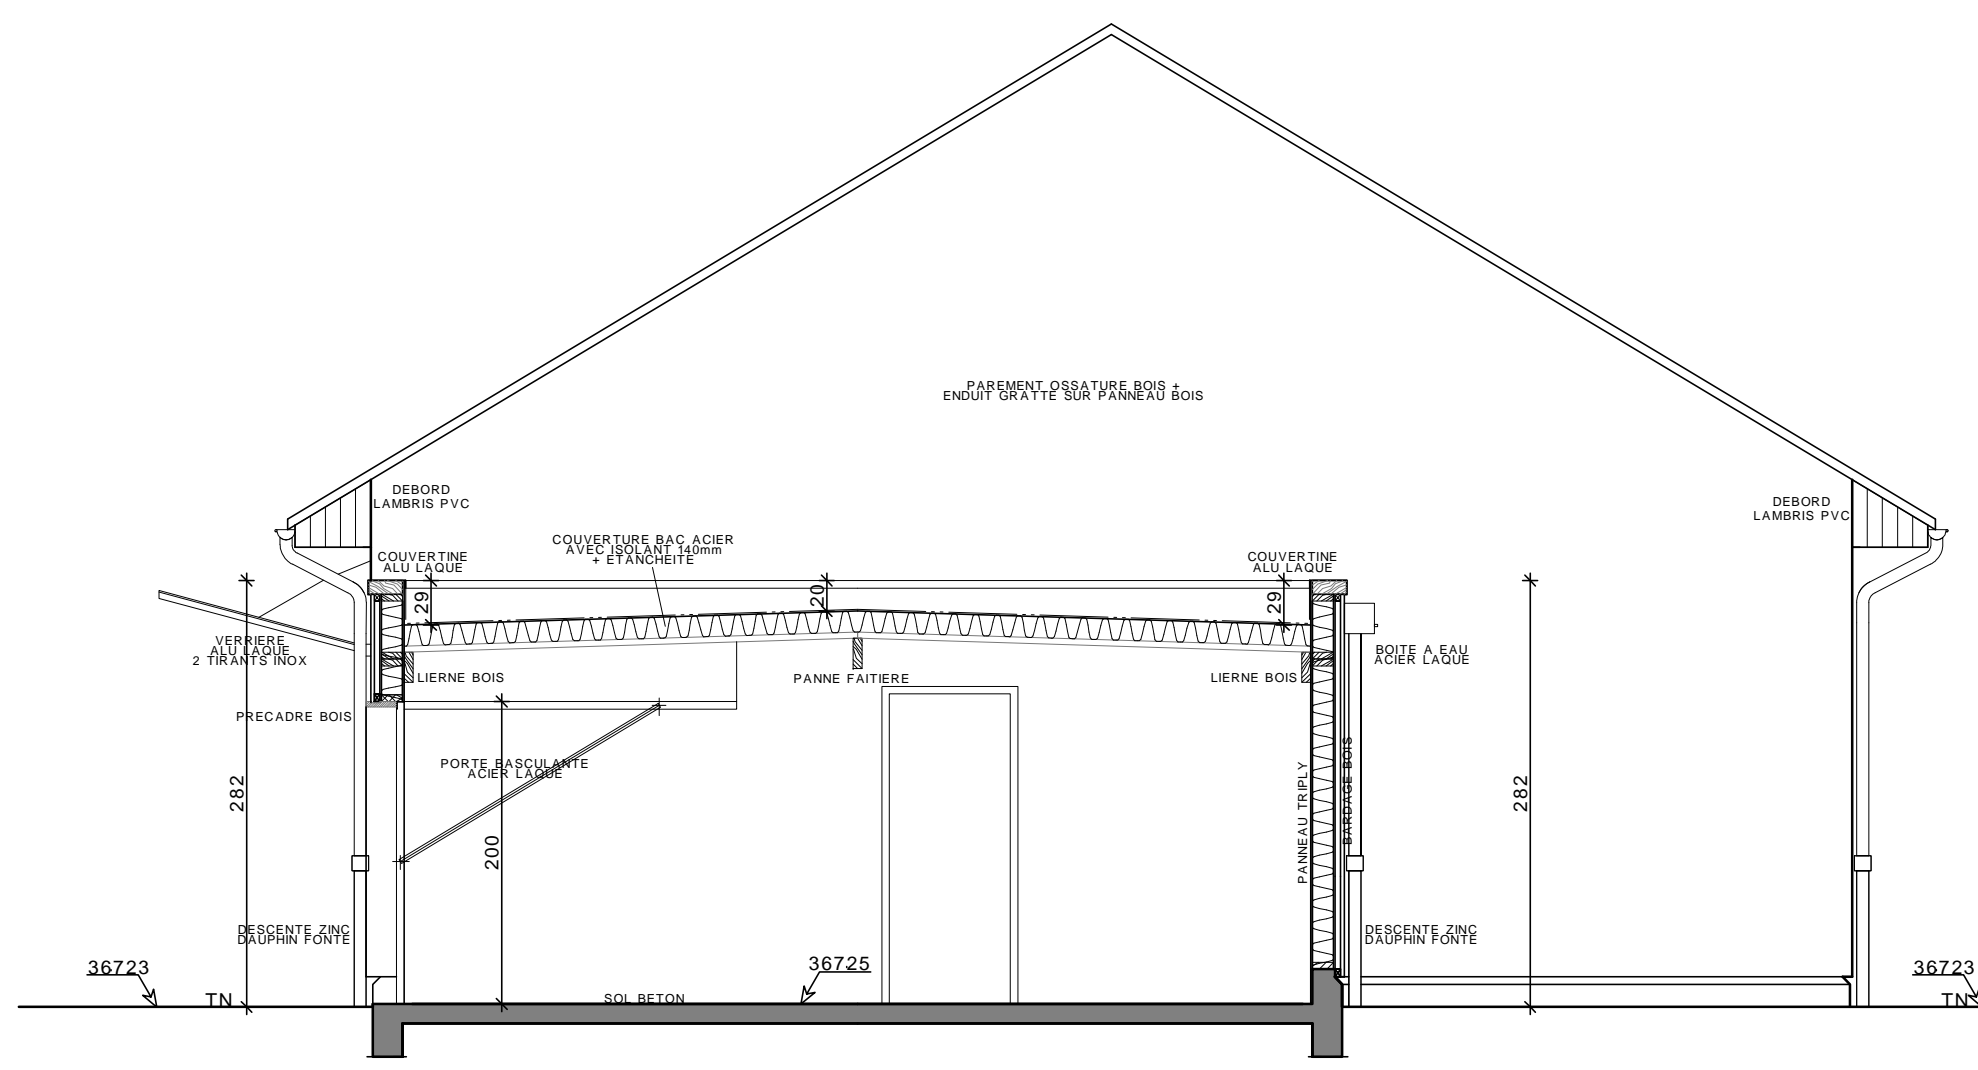 PAREMENT OSSATURE BOIS +
ENDUIT GRATTE SUR PANNEAU BOIS
DEBORD
LAMBRIS PVC
DEBORD
LAMBRIS PVC
COUVERTURE BAC ACIER
AVEC ISOLANT 140mm
+ ETANCHEITE
COUVERTINE
ALU LAQUE
COUVERTINE
ALU LAQUE
29
20
29
VERRIERE
ALU LAQUE
2 TIRANTS INOX
BOITE A EAU
ACIER LAQUE
LIERNE BOIS
PANNE FAITIERE
LIERNE BOIS
PRECADRE BOIS
PORTE BASCULANTE
ACIER LAQUE
282
200
PANNEAU TRIPLY
BARDAGE BOIS
282
DESCENTE ZINC
DAUPHIN FONTE
DESCENTE ZINC
DAUPHIN FONTE
36723
TN
SOL BETON
36725
36723
TN